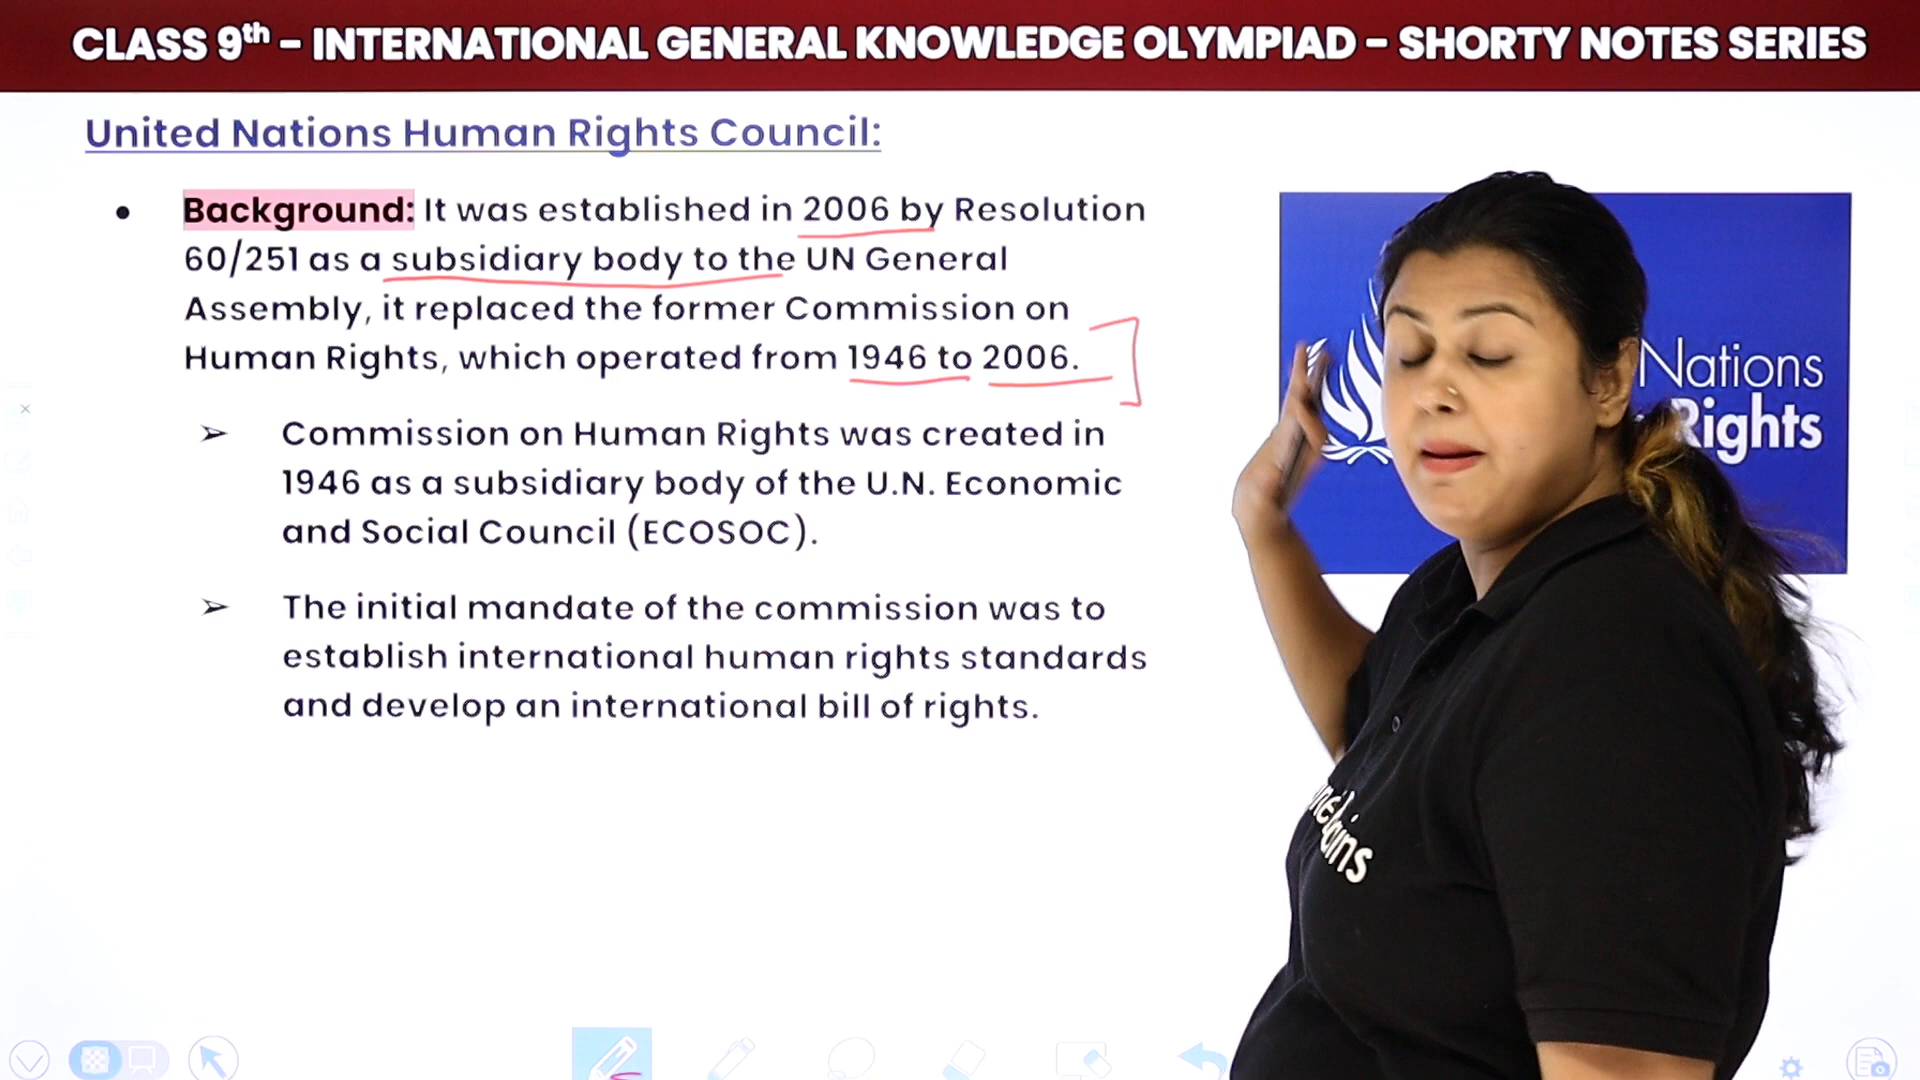 CLASS 9th - INTERNATIONAL GENERAL KNOWLEDGE OLYMPIAD - SHORTY NOTES SERIES
United Nations Human Rights Council:
• Background: It was established in 2006 by Resolution
60/251 as a subsidiary body to the UN General
Assembly, it replaced the former Commission on
Human Rights, which operated from 1946 to 2006.
➢ Commission on Human Rights was created in
1946 as a subsidiary body of the U.N. Economic
and Social Council (ECOSOC).
➢ The initial mandate of the commission was to
establish international human rights standards
and develop an international bill of rights.
Nations
Rights